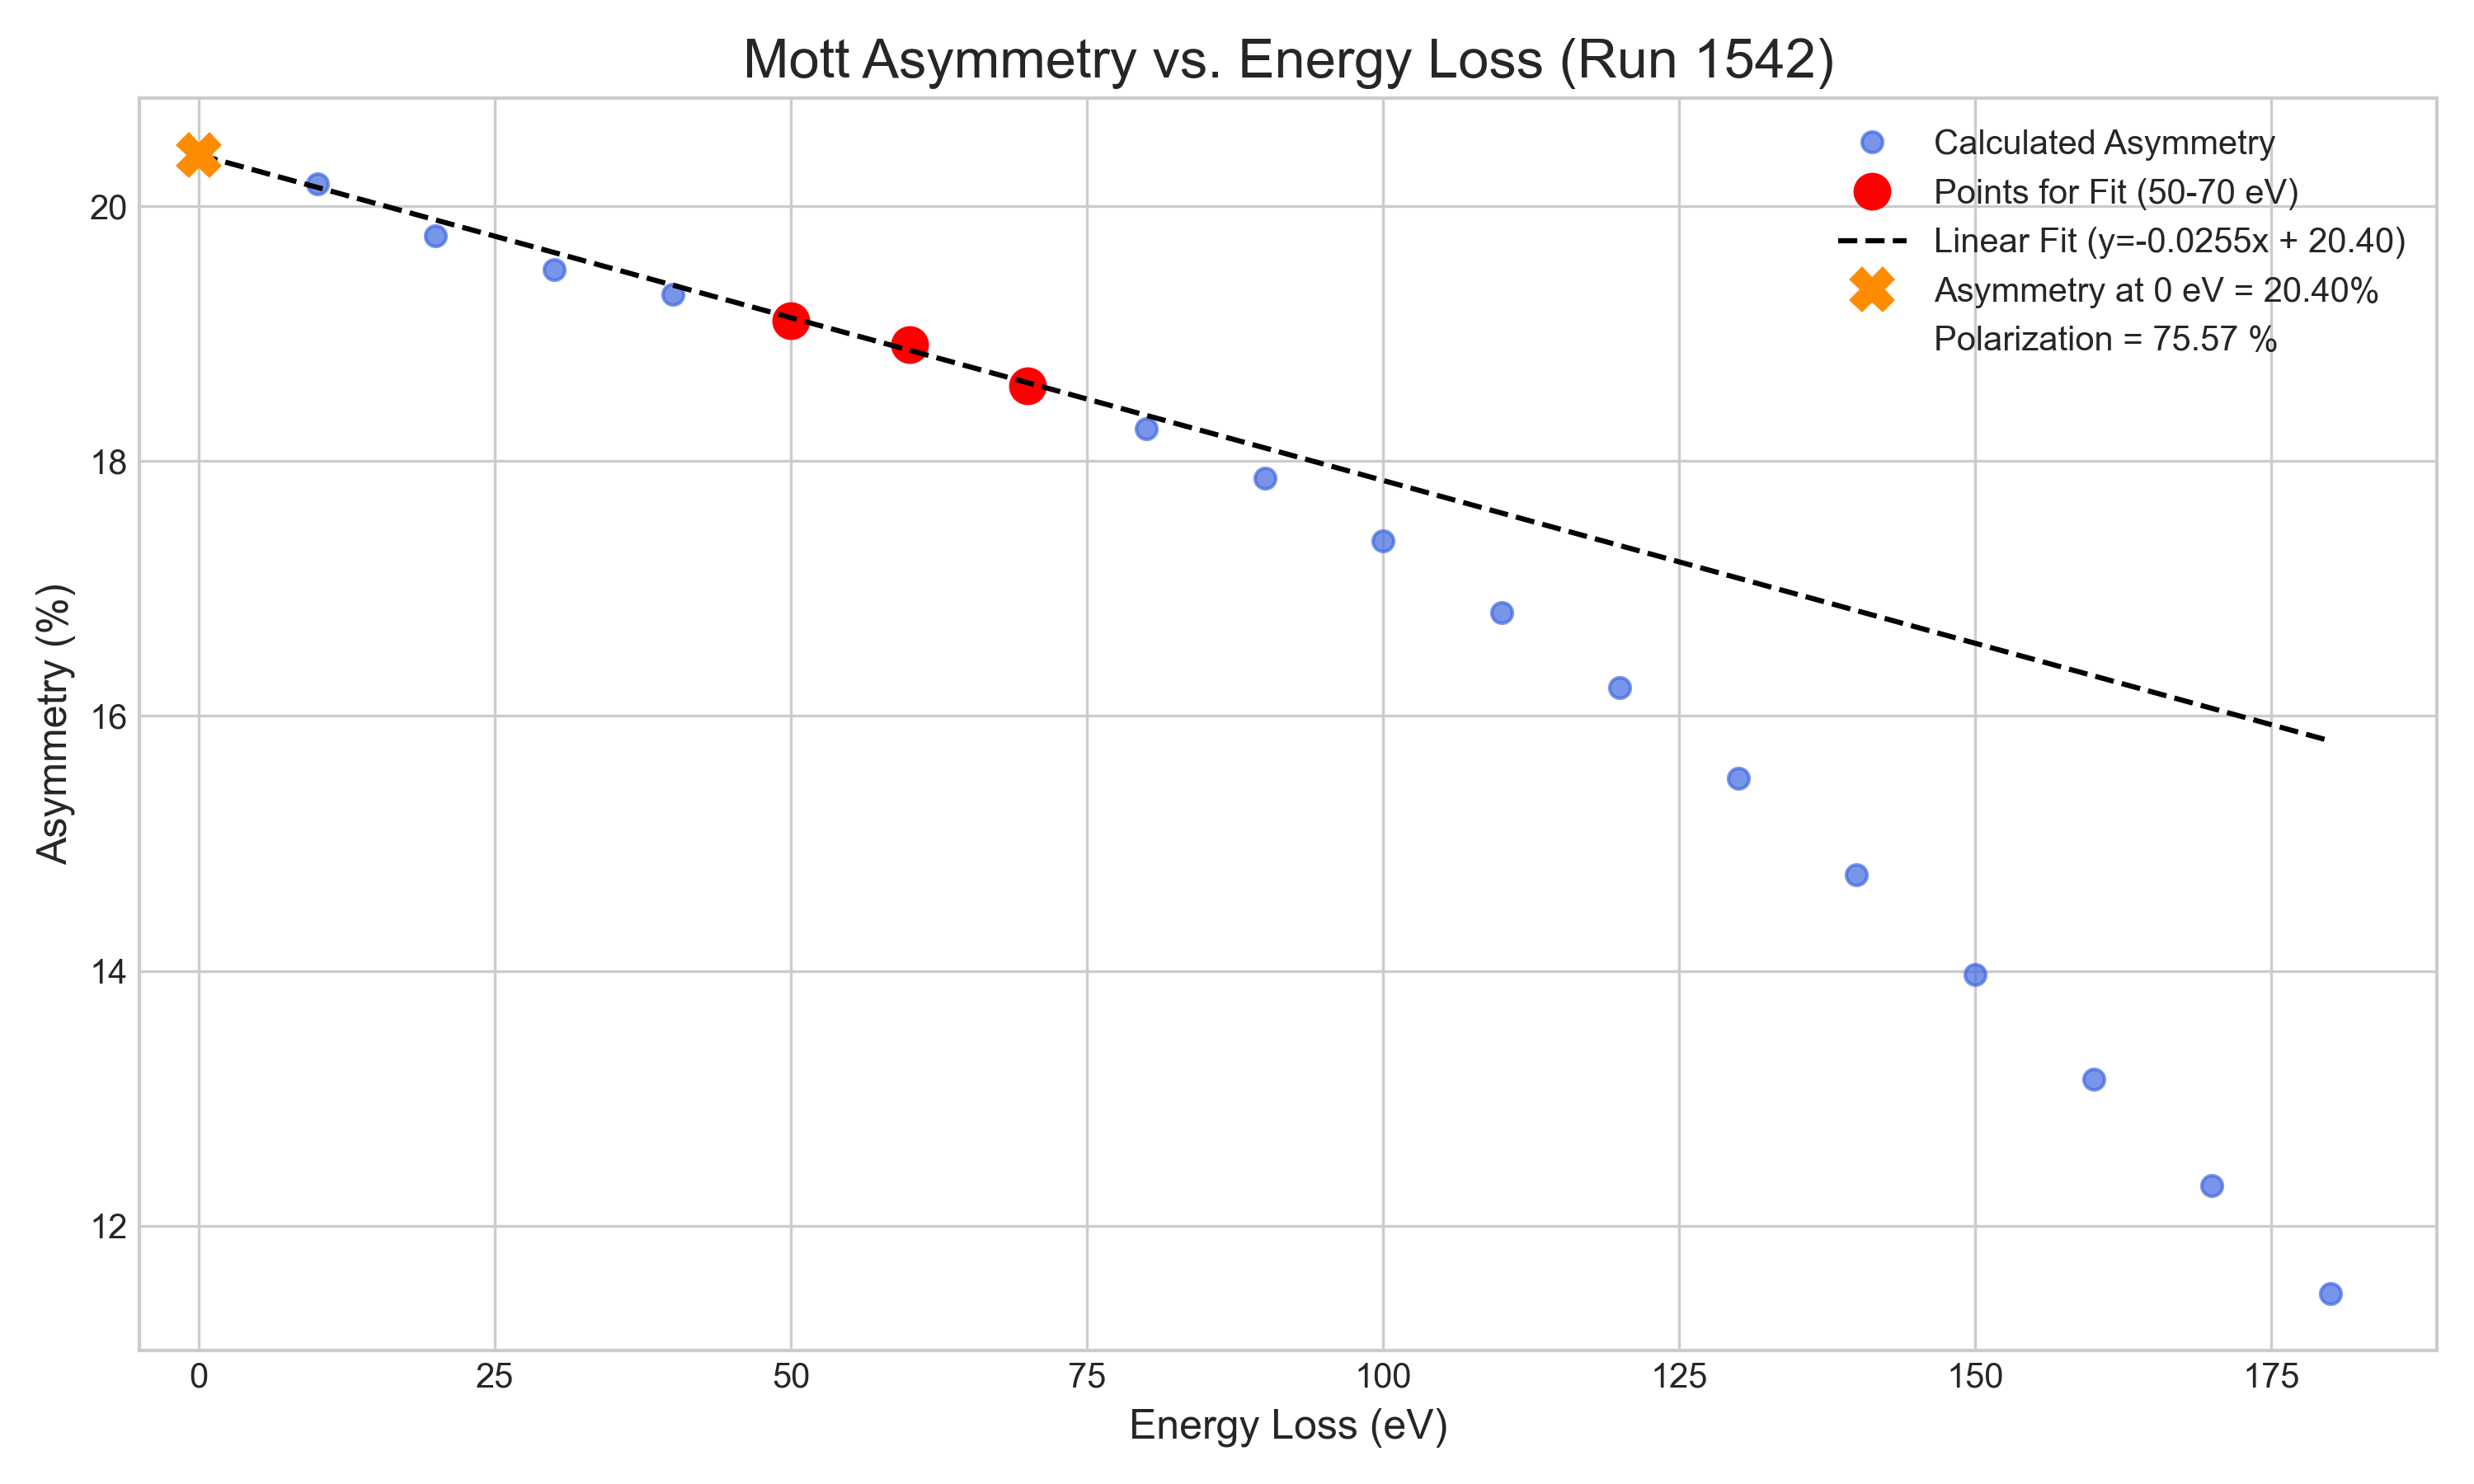 Mott Asymmetry vs. Energy Loss (Run 1542)
Calculated Asymmetry
Points for Fit (50-70 eV)
Linear Fit (y=-0.0255x + 20.40)
Asymmetry at 0 eV = 20.40%
Polarization = 75.57 %
Asymmetry (%)
20
18
16
14
12
0 25 50 75 100 125 150 175
Energy Loss (eV)